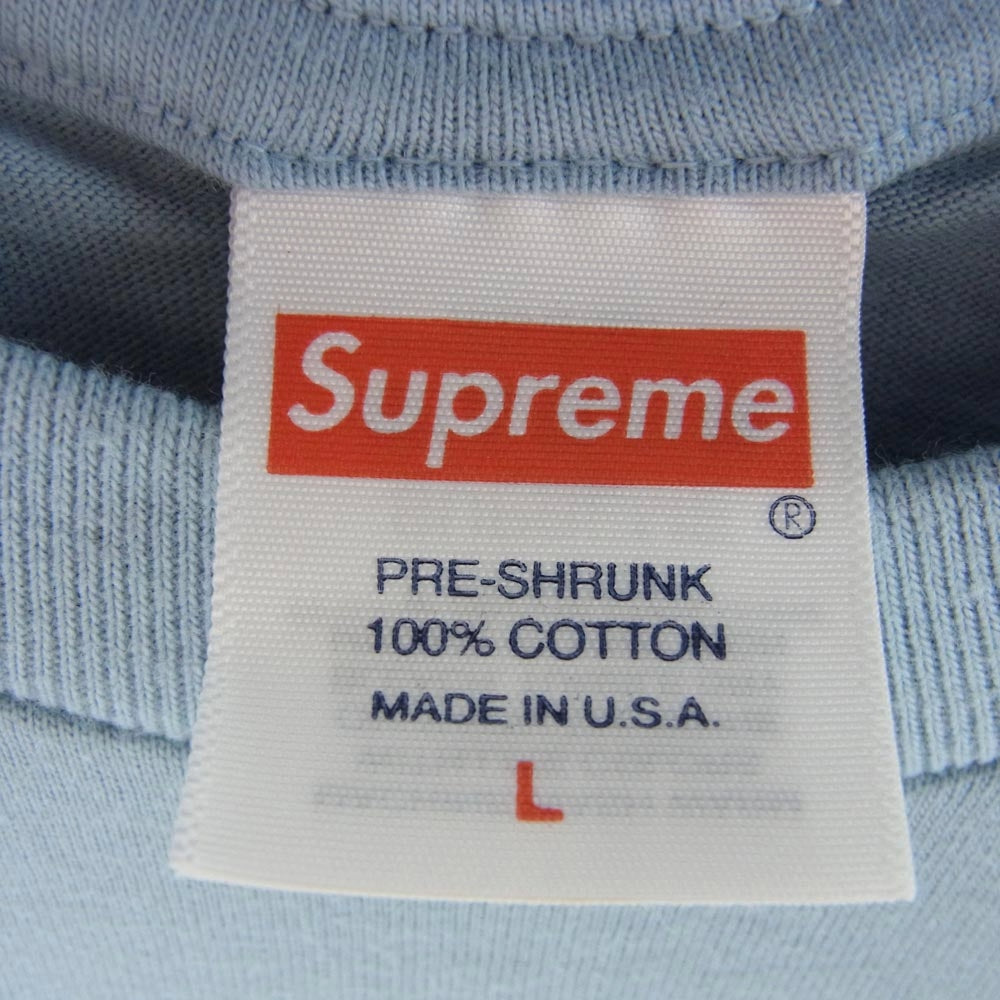 Supreme
®
PRE-SHRUNK
100% COTTON
MADE IN U.S.A.
L